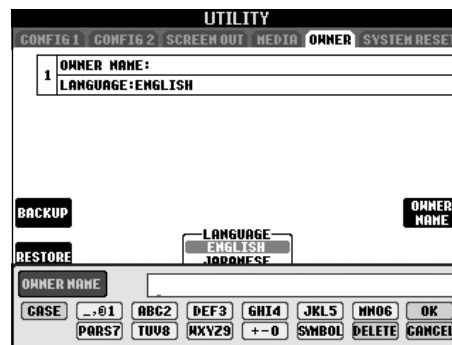 UTILITY
CONFIG 1 CONFIG 2 SCREEN OUT MEDIA OWNER SYSTEM RESET
1 OWNER NAME:
LANGUAGE:ENGLISH
BACKUP
OWNER
NAME
LANGUAGE
ENGLISH
RESTORE
JAPANESE
OWNER NAME
CASE _,@1 ABC2 DEF3 GHI4 JKL5 MNO6 OK
PARS7 TUV8 WXYZ9 +-0 SYMBOL DELETE CANCEL